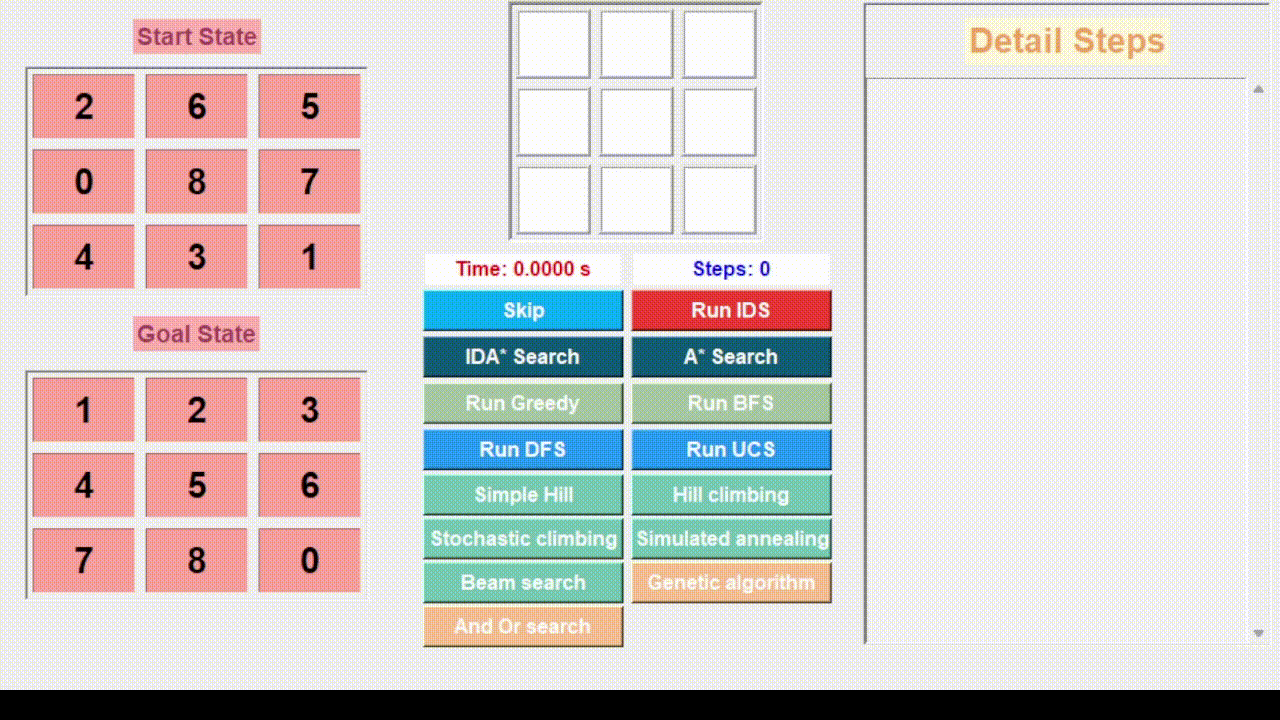 Start State
2 6 5
0 8 7
4 3 1
Goal State
1 2 3
4 5 6
7 8 0
Time: 0.0000 s
Steps: 0
Skip
Run IDS
IDA* Search
A* Search
Run Greedy
Run BFS
Run DFS
Run UCS
Simple Hill
Hill climbing
Stochastic climbing
Simulated annealing
Beam search
Genetic algorithm
And Or search
Detail Steps